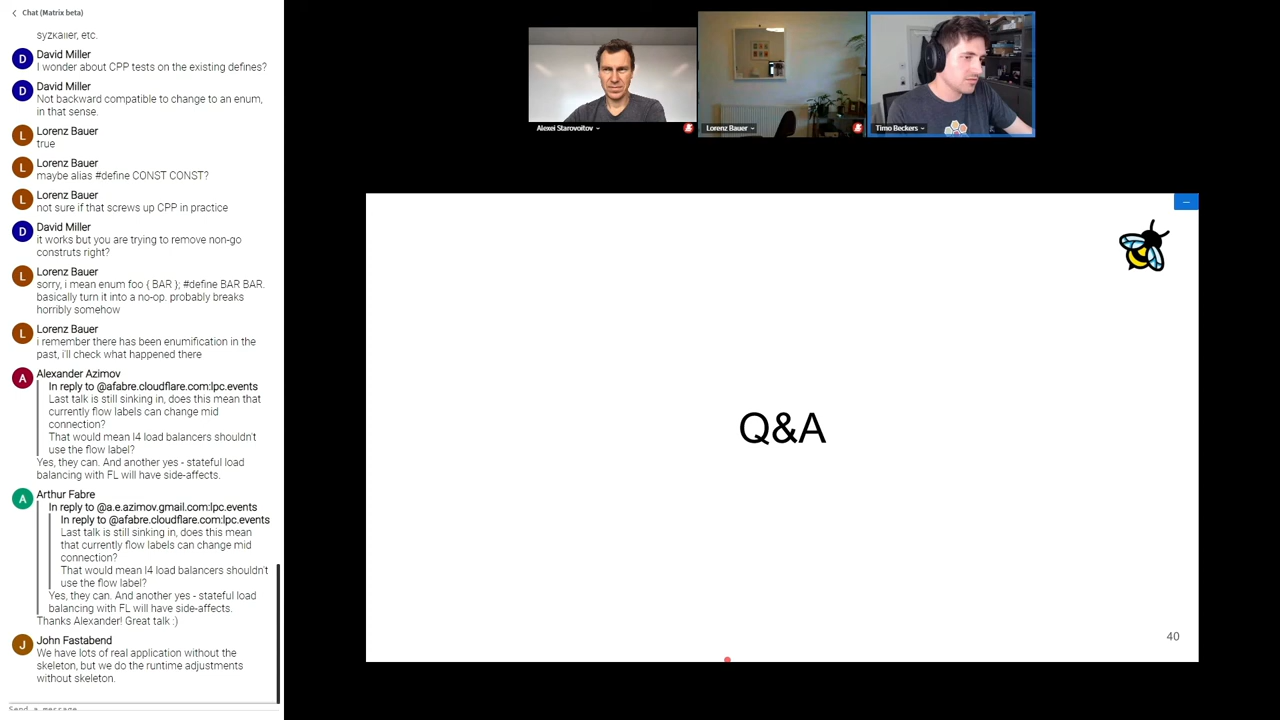 Chat (Matrix beta)
syzkaller, etc.
D
David Miller
I wonder about CPP tests on the existing defines?
D
David Miller
Not backward compatible to change to an enum,
in that sense.
L
Lorenz Bauer
true
L
Lorenz Bauer
maybe alias #define CONST CONST?
L
Lorenz Bauer
not sure if that screws up CPP in practice
D
David Miller
it works but you are trying to remove non-go
construts right?
L
Lorenz Bauer
sorry, i mean enum foo { BAR }; #define BAR BAR.
basically turn it into a no-op. probably breaks
horribly somehow
L
Lorenz Bauer
i remember there has been enumification in the
past, i'll check what happened there
A
Alexander Azimov
In reply to @afabre.cloudflare.com:lpc.events
Last talk is still sinking in, does this mean that
currently flow labels can change mid
connection?
That would mean l4 load balancers shouldn't
use the flow label?
Yes, they can. And another yes - stateful load
balancing with FL will have side-affects.
A
Arthur Fabre
In reply to @a.e.azimov.gmail.com:lpc.events
In reply to @afabre.cloudflare.com:lpc.events
Last talk is still sinking in, does this mean
that currently flow labels can change mid
connection?
That would mean l4 load balancers shouldn't
use the flow label?
Yes, they can. And another yes - stateful load
balancing with FL will have side-affects.
Thanks Alexander! Great talk :)
J
John Fastabend
We have lots of real application without the
skeleton, but we do the runtime adjustments
without skeleton.
Send a message
Alexei Starovoitov
Lorenz Bauer
Timo Beckers
Q&A
40